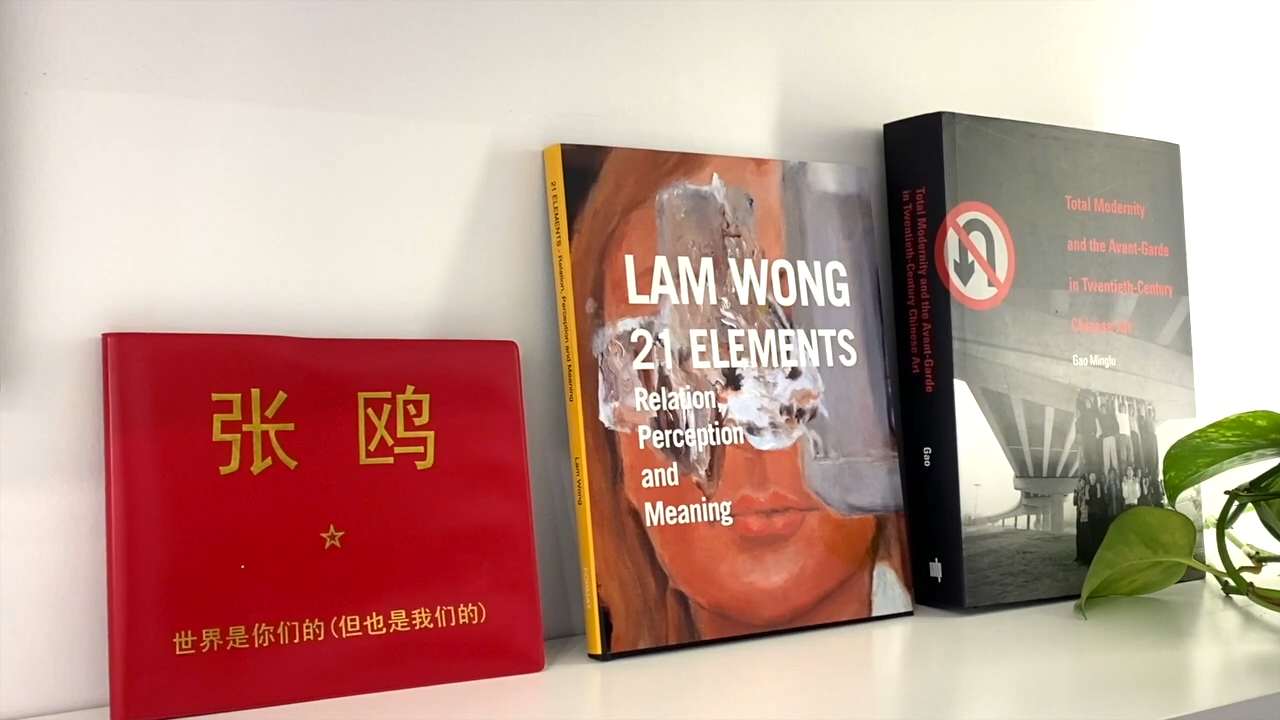 张 鸥
世界是你们的(但也是我们的)
21 ELEMENTS : Relation, Perception and Meaning
Lam Wong
LAM WONG
21 ELEMENTS
Relation,
Perception
and
Meaning
Total Modernity and the Avant-Garde
in Twentieth-Century Chinese Art
Gao
Total Modernity
and the Avant-Garde
in Twentieth-Century
Chinese Art
Gao Minglu